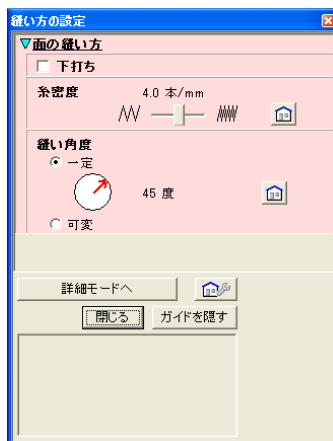 縫い方の設定
▽面の縫い方
下打ち
糸密度 4.0 本/mm
縫い角度
一定
45 度
可変
詳細モードへ
閉じる ガイドを隠す